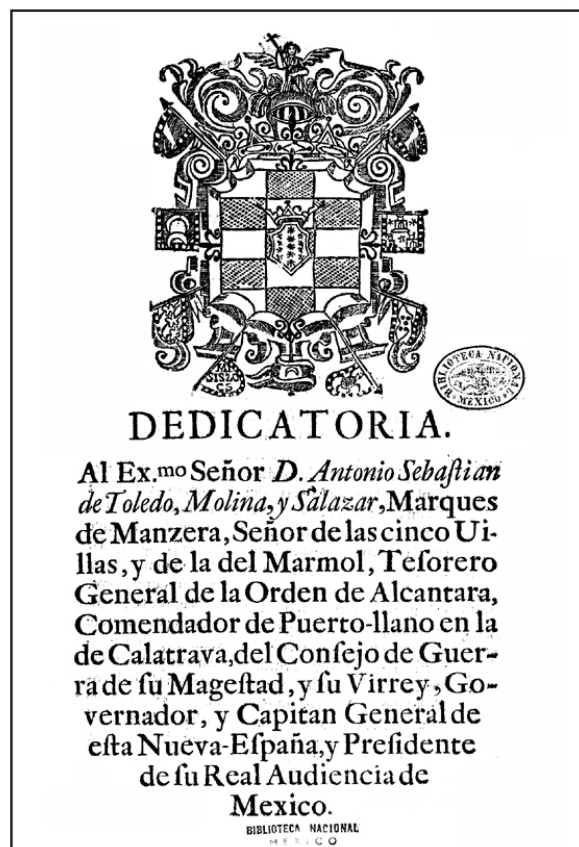 BIBLIOTECA NACIONAL
MEXICO
DEDICATORIA.
Al Ex.mo Señor D. Antonio Sebaſtian
de Toledo, Molina, y Salazar, Marques
de Manzera, Señor de las cinco Ui-
llas, y de la del Marmol, Teſorero
General de la Orden de Alcantara,
Comendador de Puerto-llano en la
de Calatrava, del Conſejo de Guer-
ra de ſu Mageſtad, y ſu Virrey, Go-
vernador, y Capitan General de
eſta Nueva-Eſpaña, y Preſidente
de ſu Real Audiencia de
Mexico.
BIBLIOTECA NACIONAL
MEXICO